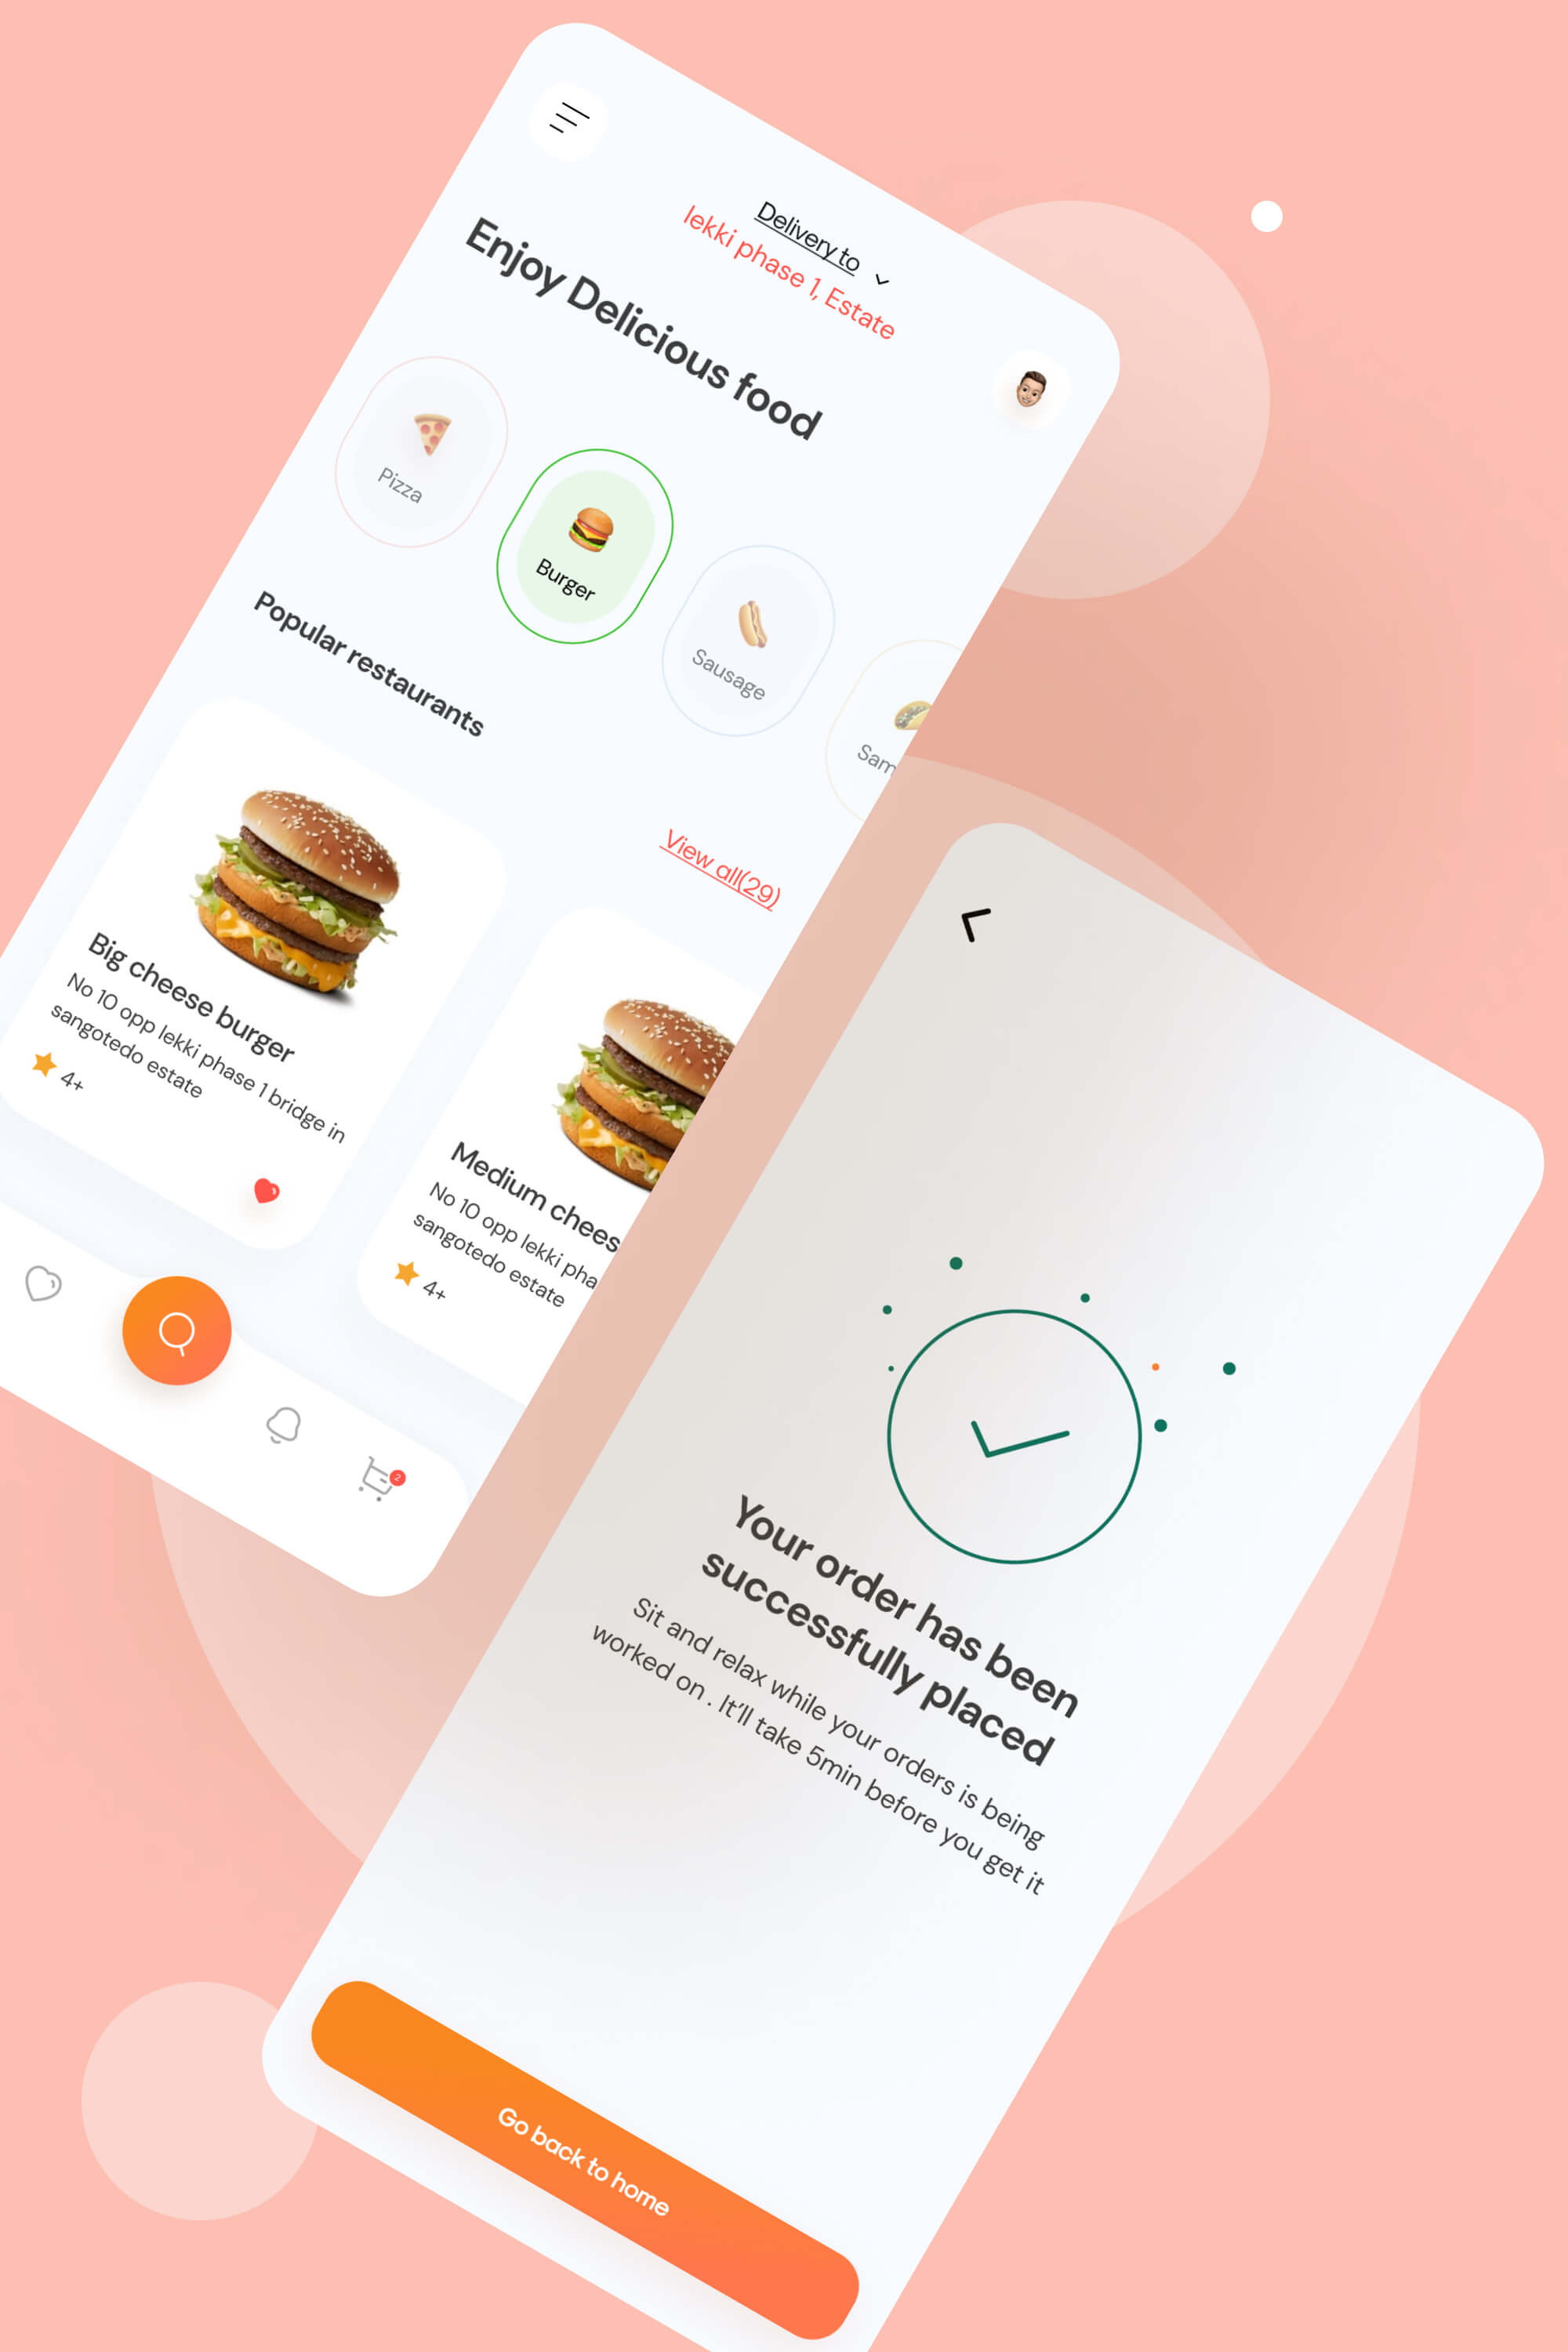 Delivery to
lekki phase 1, Estate
Enjoy Delicious food
Pizza
Burger
Sausage
Sam
Popular restaurants
View all(29)
Big cheese burger
No 10 opp lekki phase 1 bridge in
sangotedo estate
4+
Medium chees
No 10 opp lekki pha
sangotedo estate
4+
2
Your order has been
successfully placed
Sit and relax while your orders is being
worked on . It’ll take 5min before you get it
Go back to home